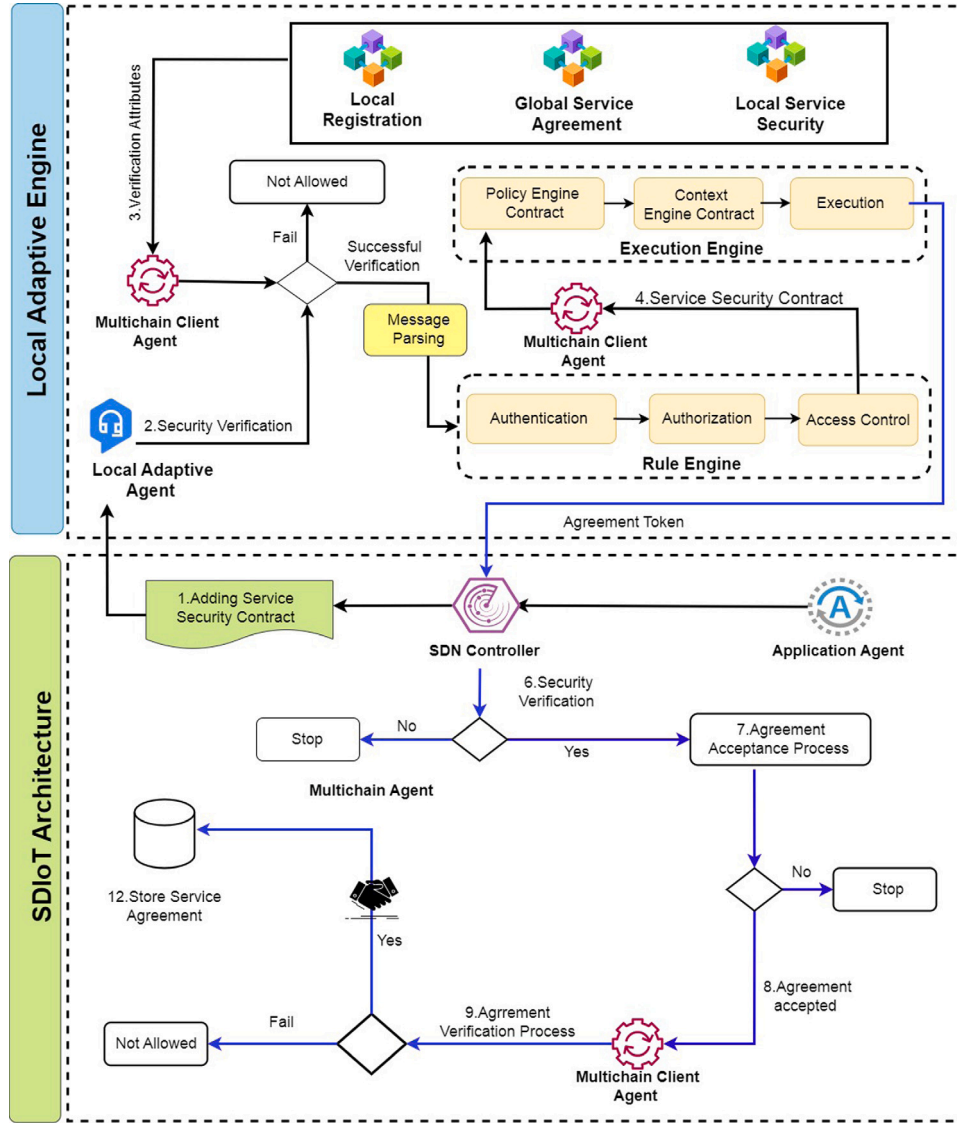 Local Adaptive Engine
Local
Registration
Global Service
Agreement
Local Service
Security
3.Verification Attributes
Not Allowed
Fail
Successful
Verification
Policy Engine
Contract
Context
Engine Contract
Execution
Execution Engine
Multichain Client
Agent
Message
Parsing
4.Service Security Contract
Multichain Client
Agent
2.Security Verification
Local Adaptive
Agent
Authentication
Authorization
Access Control
Rule Engine
Agreement Token
SDIoT Architecture
1.Adding Service
Security Contract
SDN Controller
Application Agent
6.Security
Verification
Stop
No
Yes
7.Agreement
Acceptance Process
Multichain Agent
12.Store Service
Agreement
Yes
No
Stop
8.Agreement
accepted
9.Agrrement
Verification Process
Fail
Not Allowed
Multichain Client
Agent
A